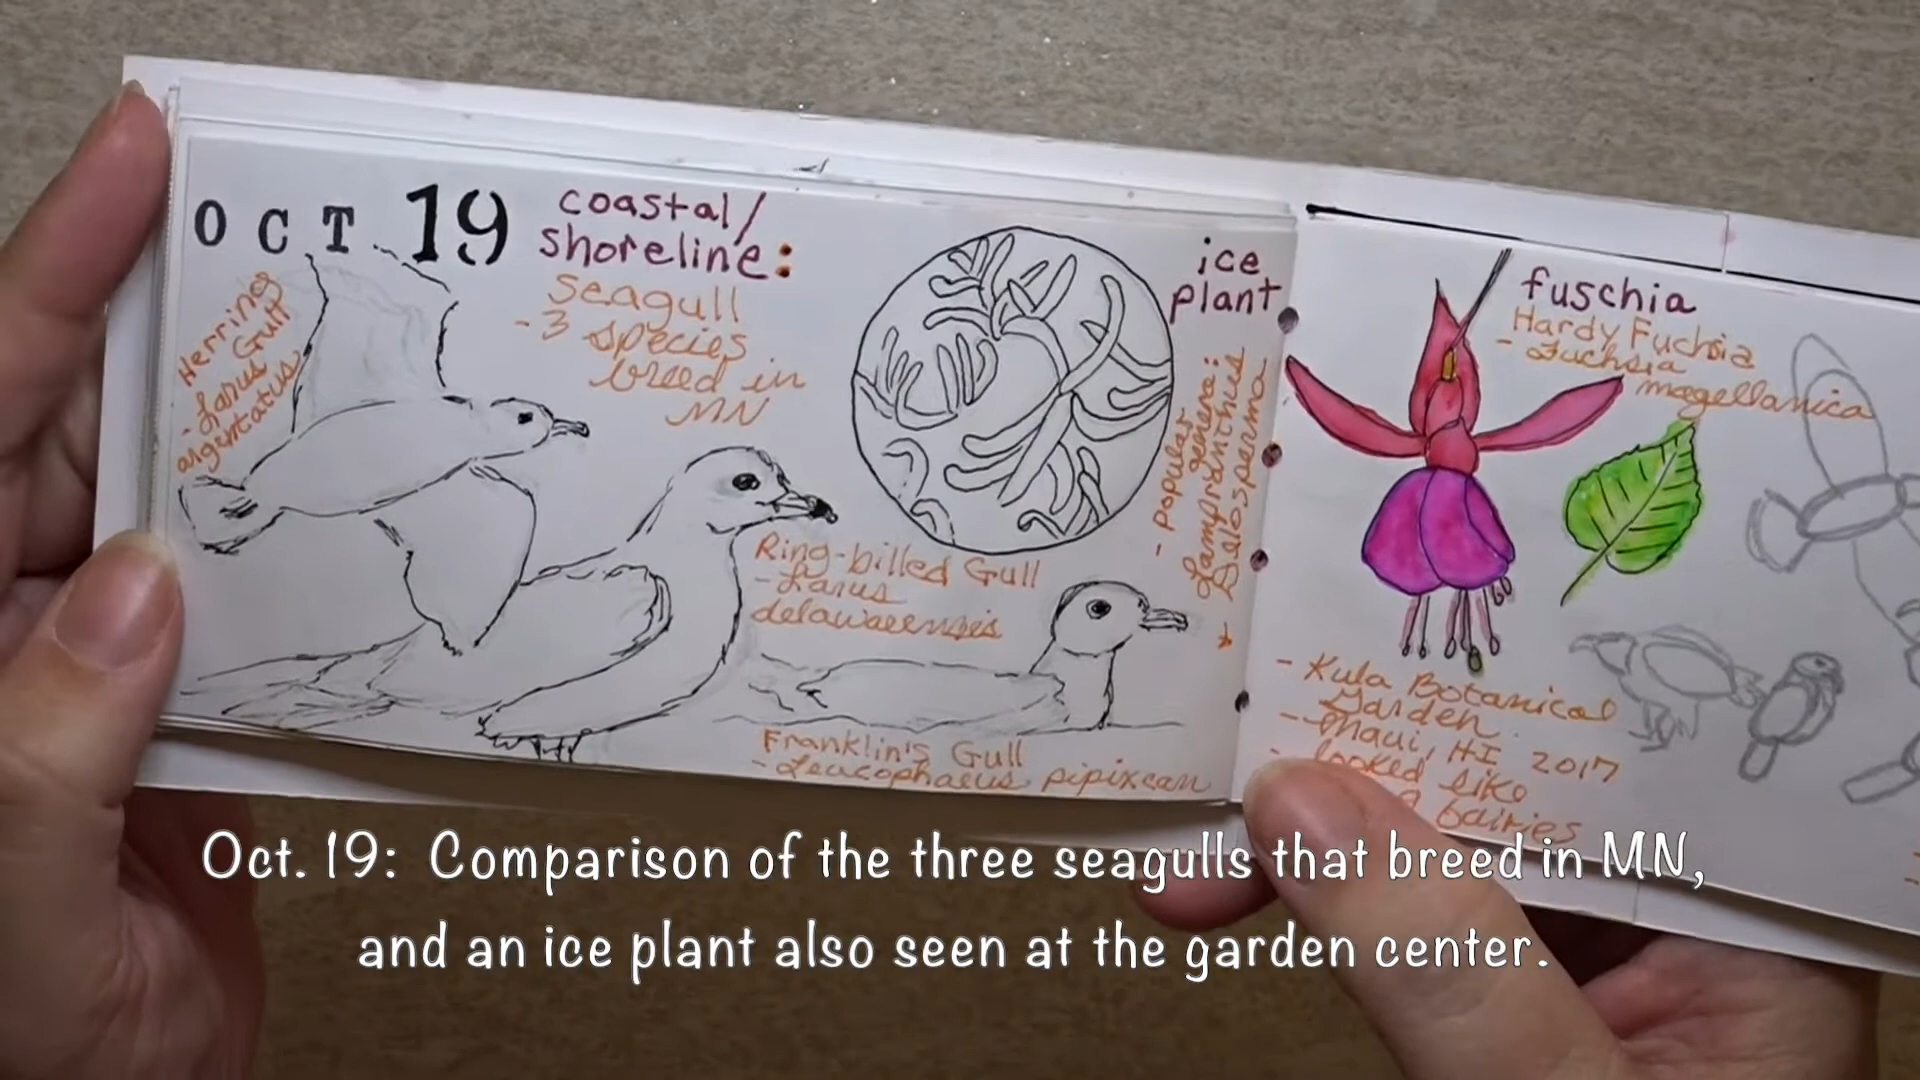 OCT 19
coastal/
shoreline:
Seagull
- 3 species
breed in
MN
Herring
Gull
- Larus
argentatus
ice
plant
- popular
genera:
Lampranthus
Delosperma
Ring-billed Gull
- Larus
delawarensis
Franklin's Gull
- Leucophaeus pipixcan
fuschia
Hardy Fuchsia
- Fuchsia
magellanica
- Kula Botanical
Garden
- Maui, HI 2017
- looked like
fairies
Oct. 19: Comparison of the three seagulls that breed in MN,
and an ice plant also seen at the garden center.